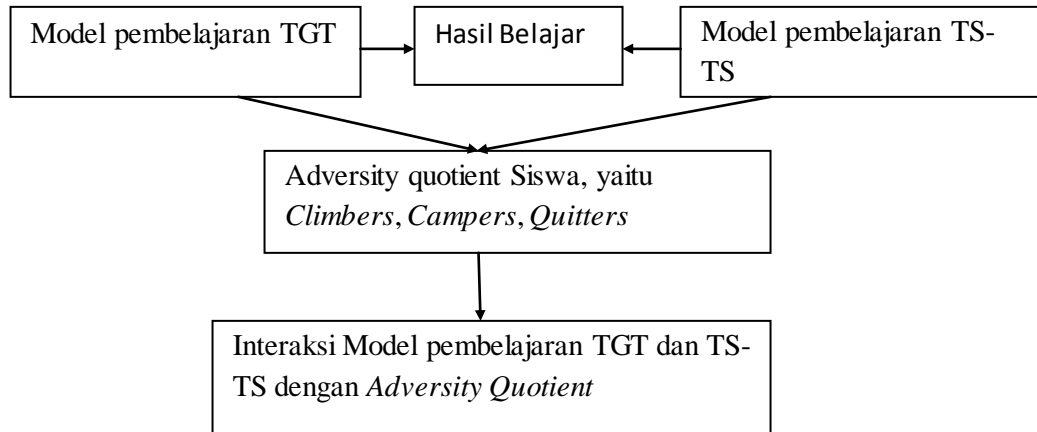 Model pembelajaran TGT
Hasil Belajar
Model pembelajaran TS-
TS
Adversity quotient Siswa, yaitu
Climbers, Campers, Quitters
Interaksi Model pembelajaran TGT dan TS-
TS dengan Adversity Quotient